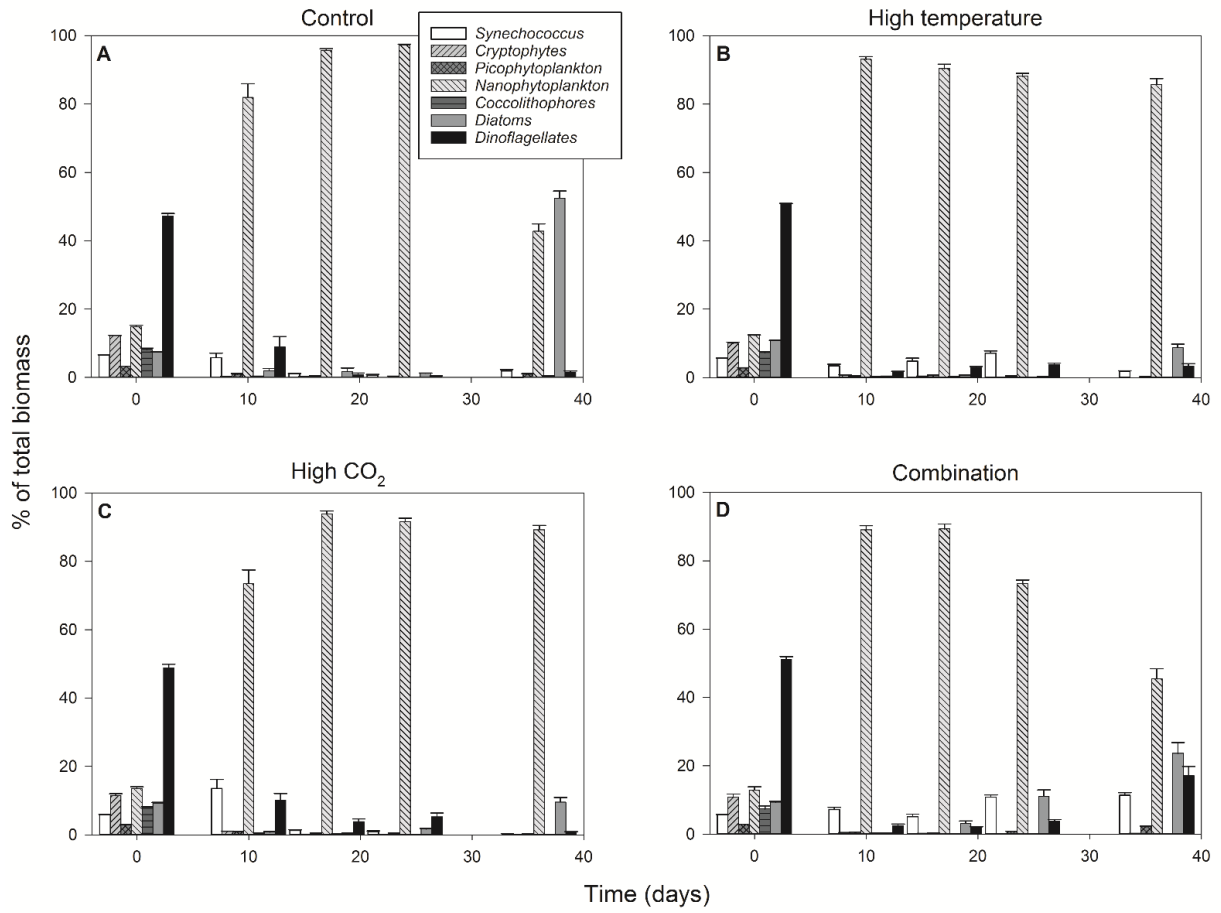 Control
A
Synechococcus
Cryptophytes
Picophytoplankton
Nanophytoplankton
Coccolithophores
Diatoms
Dinoflagellates
100
80
60
40
20
0
0 10 20 30 40
High temperature
B
100
80
60
40
20
0
0 10 20 30 40
% of total biomass
High CO₂
C
100
80
60
40
20
0
0 10 20 30 40
Combination
D
100
80
60
40
20
0
0 10 20 30 40
Time (days)